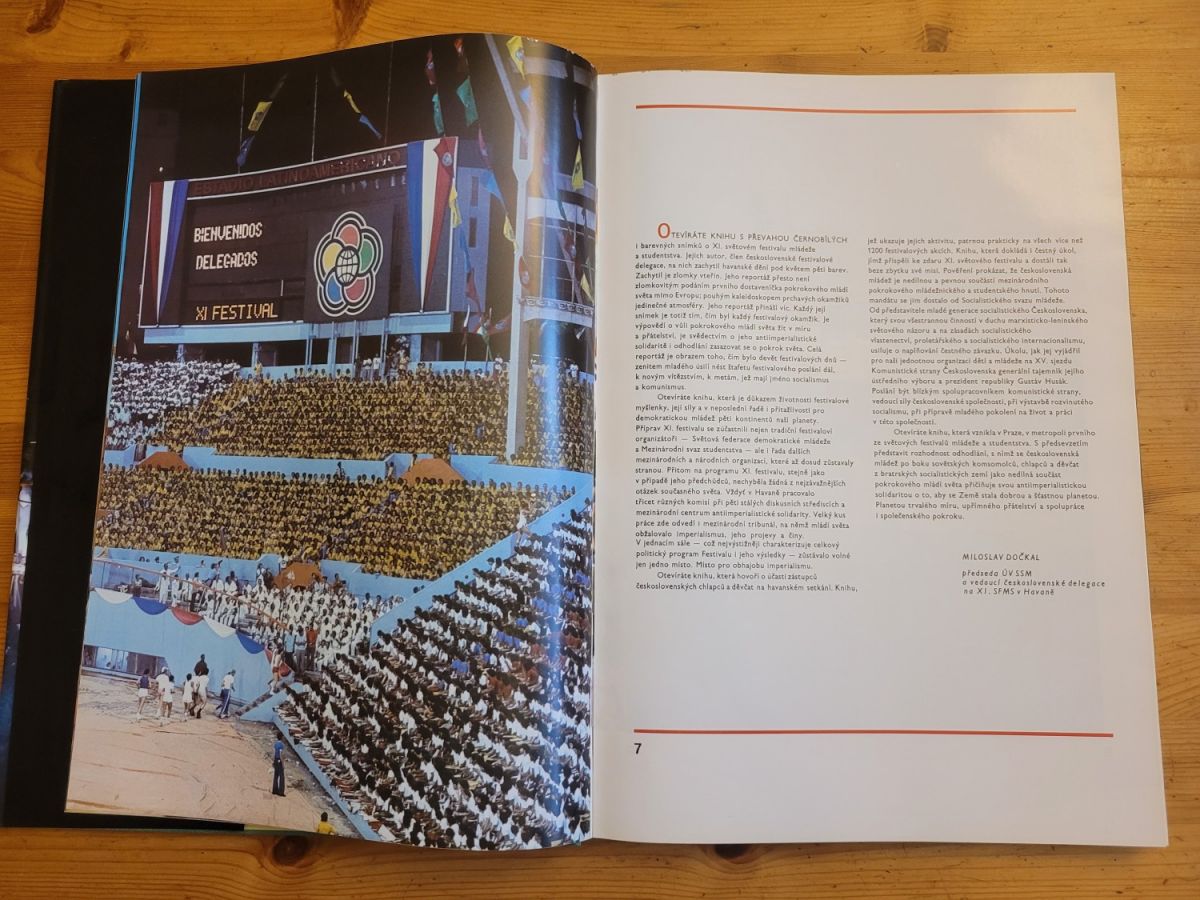 ESTADIO LATINOAMERICANO
BIENVENIDOS
DELEGADOS
XI FESTIVAL
OTEVÍRÁTE KNIHU S PŘEVAHOU ČERNOBÍLÝCH
i barevných snímků o XI. světovém festivalu mládeže
a studentstva. Jejich autor, člen československé festivalové
delegace, na nich zachytil havanské dění pod květem pěti barev.
Zachytil je zlomky vteřin. Jeho reportáž přesto není
zlomkovitým podáním prvního dostaveníčka pokrokového mládí
světa mimo Evropu; pouhým kaleidoskopem prchavých okamžiků
jedinečné atmosféry. Jeho reportáž přináší víc. Každý její
snímek je totiž tím, čím byl každý festivalový okamžik. Je
výpovědí o vůli pokrokového mládí světa žít v míru
a přátelství, je svědectvím o jeho antiimperialistické
solidaritě i odhodlání zasazovat se o pokrok světa. Celá
reportáž je obrazem toho, čím bylo devět festivalových dnů —
zenitem mladého úsilí nést štafetu festivalového poslání dál,
k novým vítězstvím, k metám, jež mají jméno socialismus
a komunismus.
Otevíráte knihu, která je důkazem životnosti festivalové
myšlenky, její síly a v neposlední řadě i přitažlivosti pro
demokratickou mládež pěti kontinentů naší planety.
Příprav XI. festivalu se zúčastnili nejen tradiční festivaloví
organizátoři — Světová federace demokratické mládeže
a Mezinárodní svaz studentstva — ale i řada dalších
mezinárodních a národních organizací, které až dosud zůstávaly
stranou. Přitom na programu XI. festivalu, stejně jako
v případě jeho předchůdců, nechyběla žádná z nejzávažnějších
otázek současného světa. Vždyť v Havaně pracovalo
třicet různých komisí při pěti stálých diskusních střediscích a
mezinárodní centrum antiimperialistické solidarity. Velký kus
práce zde odvedl i mezinárodní tribunál, na němž mládí světa
obžalovalo imperialismus, jeho projevy a činy.
V jednacím sále — což nejvýstižněji charakterizuje celkový
politický program Festivalu i jeho výsledky — zůstávalo volné
jen jedno místo. Místo pro obhajobu imperialismu.
Otevíráte knihu, která hovoří o účasti zástupců
československých chlapců a děvčat na havanském setkání. Knihu,
jež ukazuje jejich aktivitu, patrnou prakticky na všech více než
1200 festivalových akcích. Knihu, která dokládá i čestný úkol,
jímž přispěli ke zdaru XI. světového festivalu a dostáli tak
beze zbytku své misi. Pověření prokázat, že československá
mládež je nedílnou a pevnou součástí mezinárodního
pokrokového mládežnického a studentského hnutí. Tohoto
mandátu se jim dostalo od Socialistického svazu mládeže.
Od představitele mladé generace socialistického Československa,
který svou všestrannou činností v duchu marxisticko-leninského
světového názoru a na zásadách socialistického
vlastenectví, proletářského a socialistického internacionalismu,
usiluje o naplňování čestného závazku. Úkolu, jak jej vyjádřil
pro naši jednotnou organizaci dětí a mládeže na XV. sjezdu
Komunistické strany Československa generální tajemník jejího
ústředního výboru a prezident republiky Gustáv Husák.
Poslání být blízkým spolupracovníkem komunistické strany,
vedoucí síly československé společnosti, při výstavbě rozvinutého
socialismu, při přípravě mladého pokolení na život a práci
v této společnosti.
Otevíráte knihu, která vznikla v Praze, v metropoli prvního
ze světových festivalů mládeže a studentstva. S předsevzetím
představit rozhodnost odhodlání, s nímž se československá
mládež po boku sovětských komsomolců, chlapců a děvčat
z bratrských socialistických zemí jako nedílná součást
pokrokového mládí světa přičiňuje svou antiimperialistickou
solidaritou o to, aby se Země stala dobrou a šťastnou planetou.
Planetou trvalého míru, upřímného přátelství a spolupráce
i společenského pokroku.
MILOSLAV DOČKAL
předseda ÚV SSM
a vedoucí československé delegace
na XI. SFMS v Havaně
7